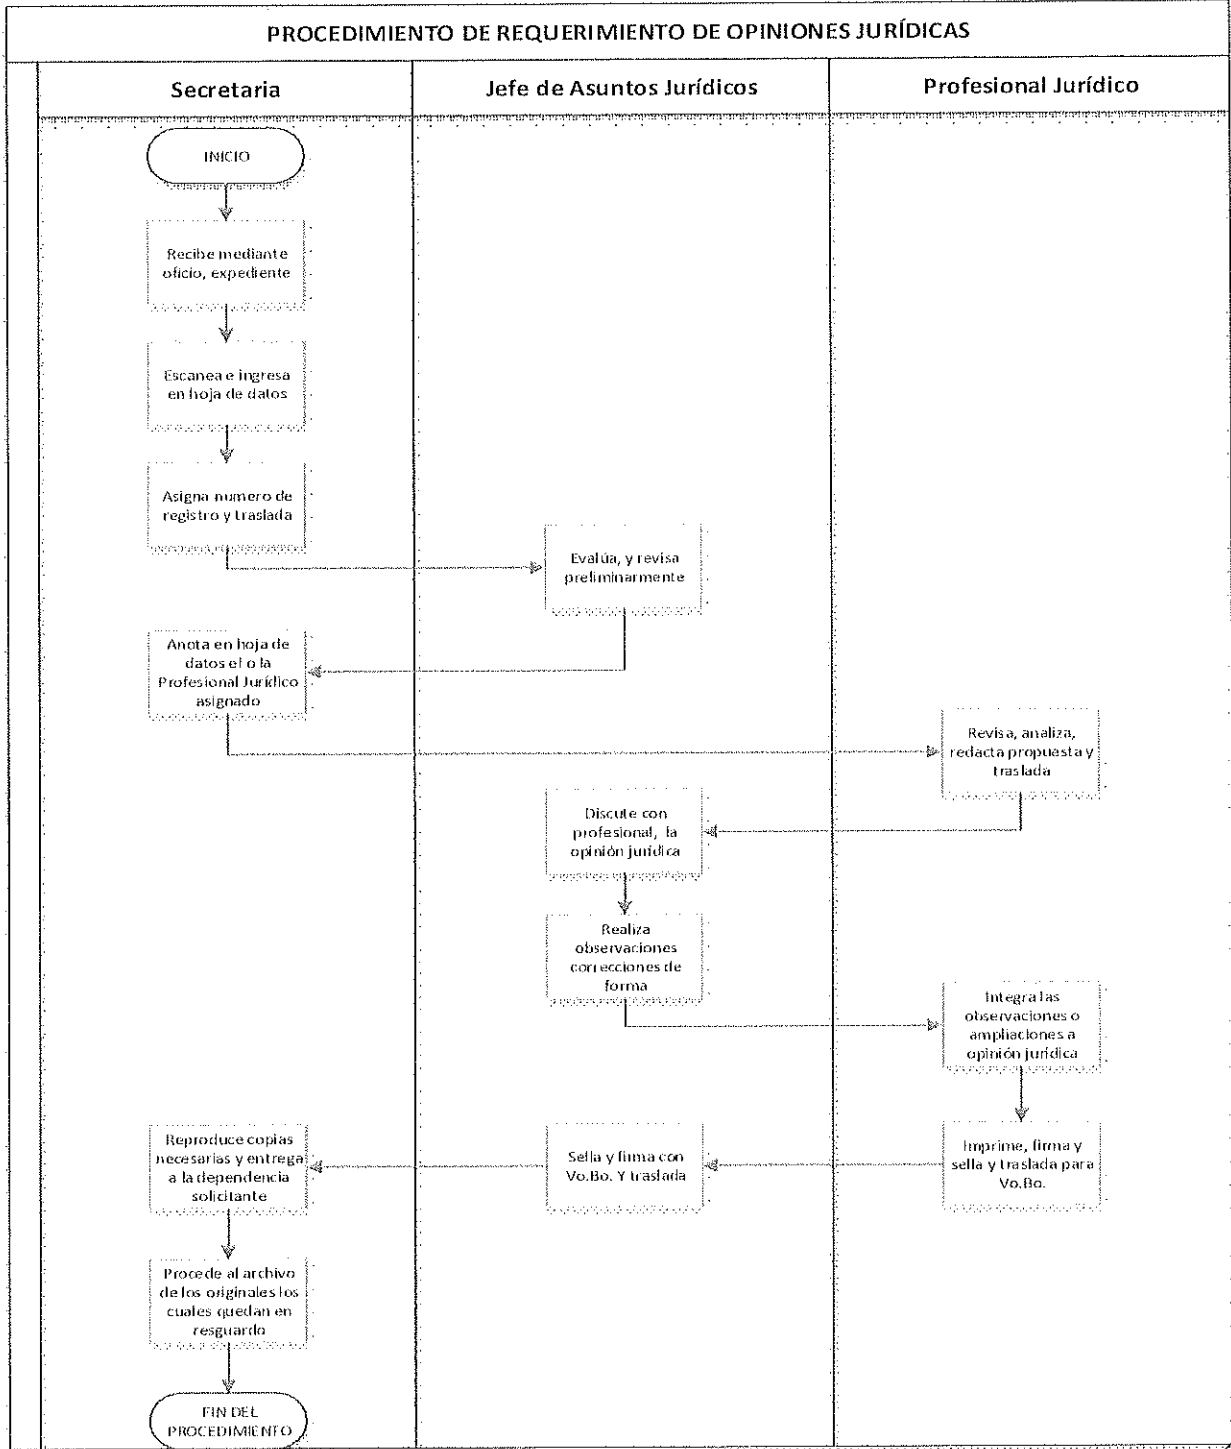 PROCEDIMIENTO DE REQUERIMIENTO DE OPINIONES JURÍDICAS
Secretaria
Jefe de Asuntos Jurídicos
Profesional Jurídico
INICIO
Recibe mediante
oficio, expediente
Escanea e ingresa
en hoja de datos
Asigna numero de
registro y traslada
Evalúa, y revisa
preliminarmente
Anota en hoja de
datos el o la
Profesional Jurídico
asignado
Revisa, analiza,
redacta propuesta y
traslada
Discute con
profesional, la
opinión jurídica
Realiza
observaciones
correcciones de
forma
Integra las
observaciones o
ampliaciones a
opinión jurídica
Imprime, firma y
sella y traslada para
Vo.Bo.
Sella y firma con
Vo.Bo. Y traslada
Reproduce copias
necesarias y entrega
a la dependencia
solicitante
Procede al archivo
de los originales los
cuales quedan en
resguardo
FIN DEL
PROCEDIMIENTO